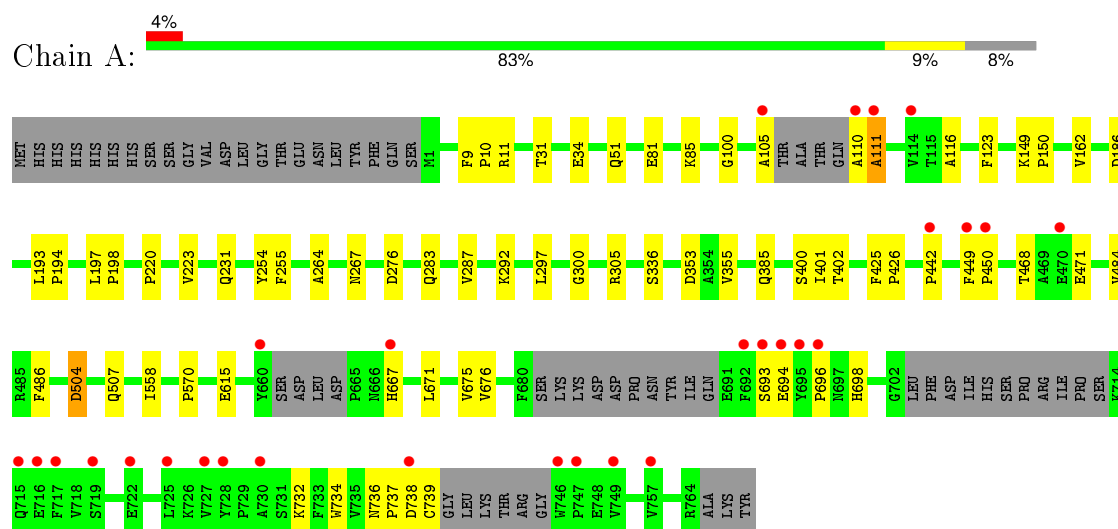 4%
Chain A:
83% 9% 8%
MET HIS HIS HIS HIS HIS HIS SER SER GLY VAL ASP LEU GLY THR GLU ASN LEU TYR PHE GLN SER M1 F9 P10 R11 T31 E34 Q51 E81 K85 G100 A105 THR ALA THR GLN A110 A111 V114 T115 A116 F123 K149 P150 V162
L193 P194 L197 P198 P220 V223 Q231 Y254 F255 A264 N267 D276 Q283 V287 K292 L297 G300 R305 S336 D353 A354 V355 Q385 S400 I401 T402 F425 P426 P442 F449 P450 T468 A469 E470 E471 V484
R485 F486 D504 Q507 I558 P570 E615 Y660 SER ASP LEU ASP P665 N666 H667 L671 V675 V676 F680 SER LYS LYS ASP ASP PRO ASN TYR ILE GLN E691 F692 S693 E694 Y695 P696 N697 H698 G702 LEU PHE ASP ILE HIS SER PRO ARG ILE PRO SER K714
Q715 E716 F717 V718 S719 E722 L725 K726 V727 Y728 P729 A730 S731 K732 F733 W734 V735 N736 P737 D738 C739 GLY LEU LYS THR ARG GLY W746 P747 E748 V749 V757 R764 ALA LYS TYR